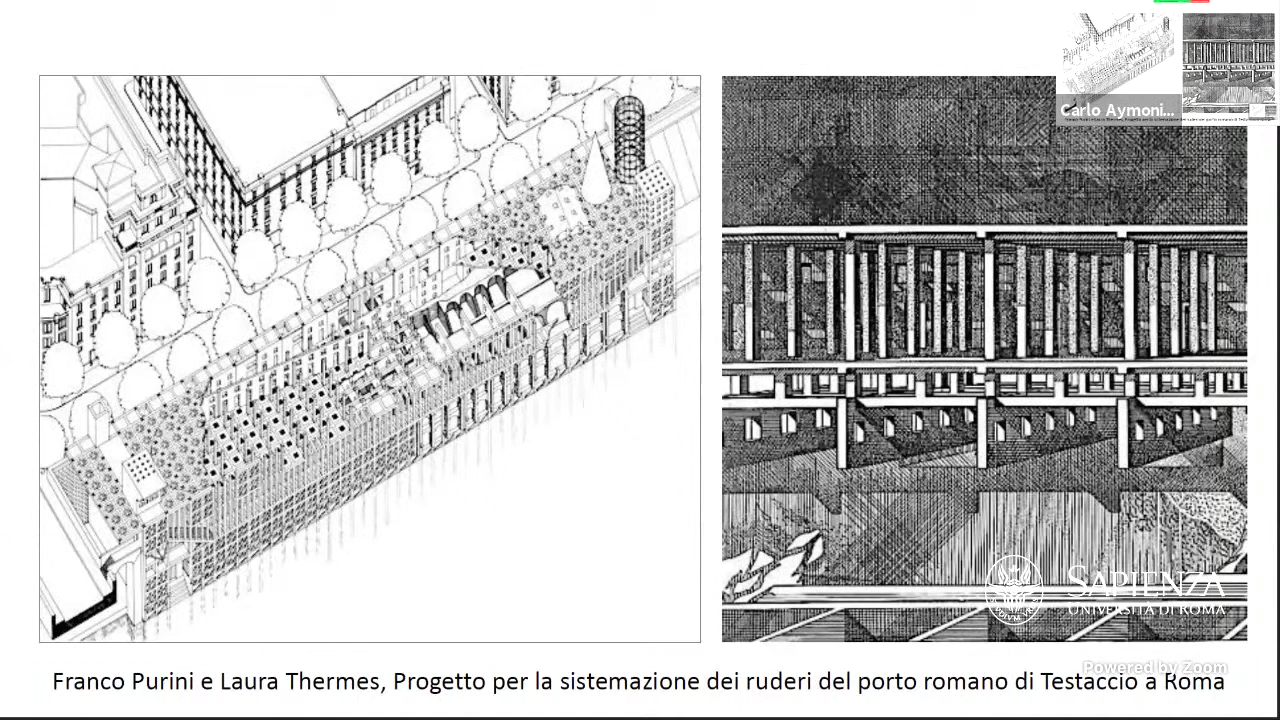 Carlo Aymoni...
SAPIENZA
UNIVERSITÀ DI ROMA
Powered by Zoom
Franco Purini e Laura Thermes, Progetto per la sistemazione dei ruderi del porto romano di Testaccio a Roma